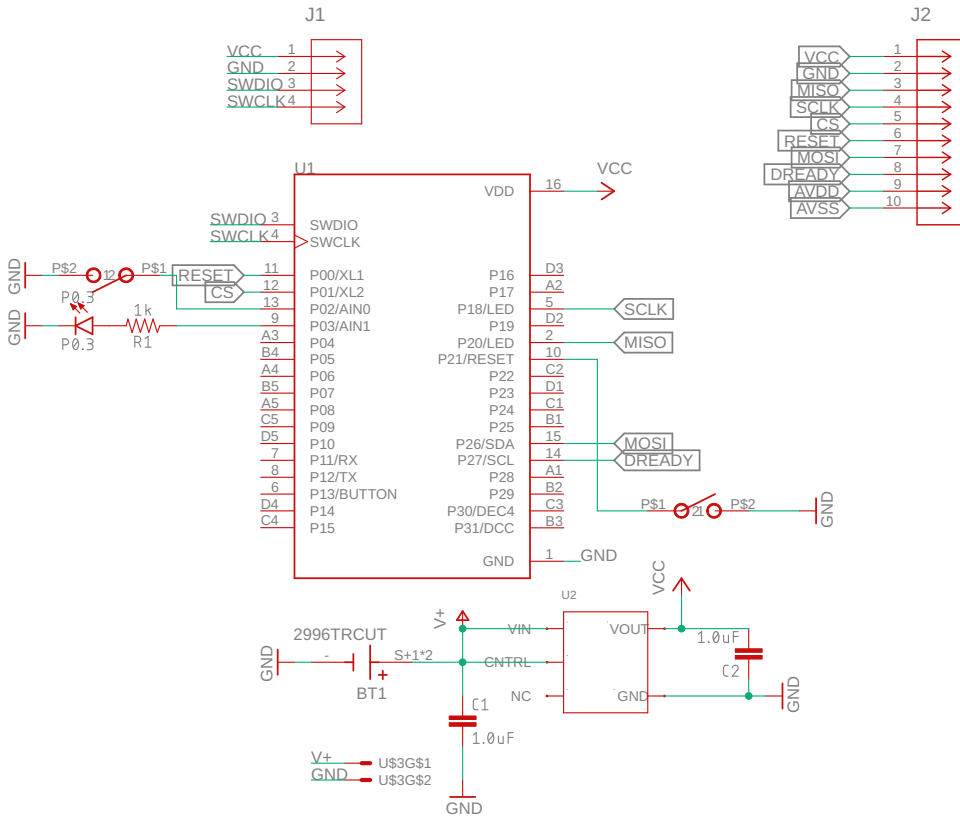 J1
J2
VCC 1
GND 2
SWDIO 3
SWCLK 4
VCC 1
GND 2
MISO 3
SCLK 4
CS 5
RESET 6
MOSI 7
DREADY 8
AVDD 9
AVSS 10
U1
VDD 16
VCC
SWDIO 3 SWDIO
SWCLK 4 SWCLK
GND P$2 12 P$1
RESET 11 P00/XL1
CS 12 P01/XL2
13 P02/AIN0
P0.3
GND 1k
P0.3 R1
9 P03/AIN1
A3 P04
B4 P05
A4 P06
B5 P07
A5 P08
C5 P09
D5 P10
7 P11/RX
8 P12/TX
6 P13/BUTTON
D4 P14
C4 P15
P16 D3
P17 A2
P18/LED 5 SCLK
P19 D2
P20/LED 2 MISO
P21/RESET 10
P22 C2
P23 D1
P24 C1
P25 B1
P26/SDA 15 MOSI
P27/SCL 14 DREADY
P28 A1
P29 B2
P30/DEC4 C3
P31/DCC B3
P$1 21 P$2 GND
GND 1 GND
U2
VCC
V+
VIN VOUT
1.0uF
C2
2996TRCUT
GND - S+1*2 CNTRL
+
BT1
NC GND GND
C1
1.0uF
V+ U$3G$1
GND U$3G$2
GND